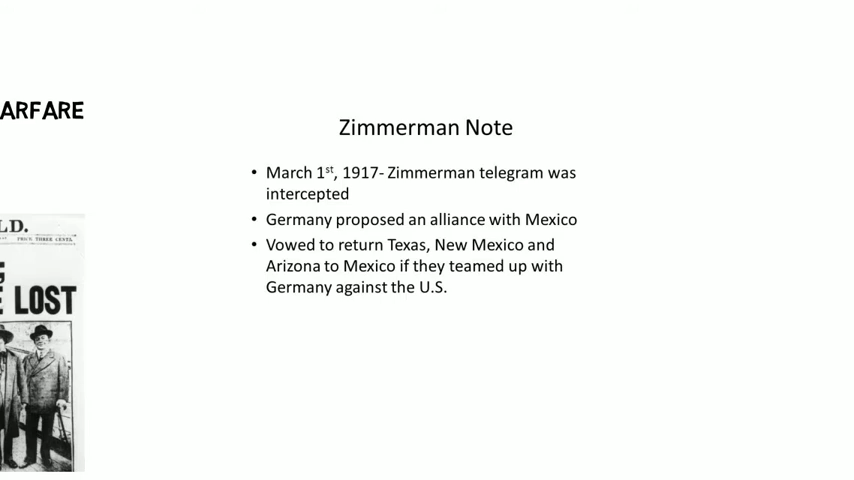 ARFARE
LD.
PRICE THREE CENTS.
LOST
Zimmerman Note
• March 1st, 1917- Zimmerman telegram was
intercepted
• Germany proposed an alliance with Mexico
• Vowed to return Texas, New Mexico and
Arizona to Mexico if they teamed up with
Germany against the U.S.